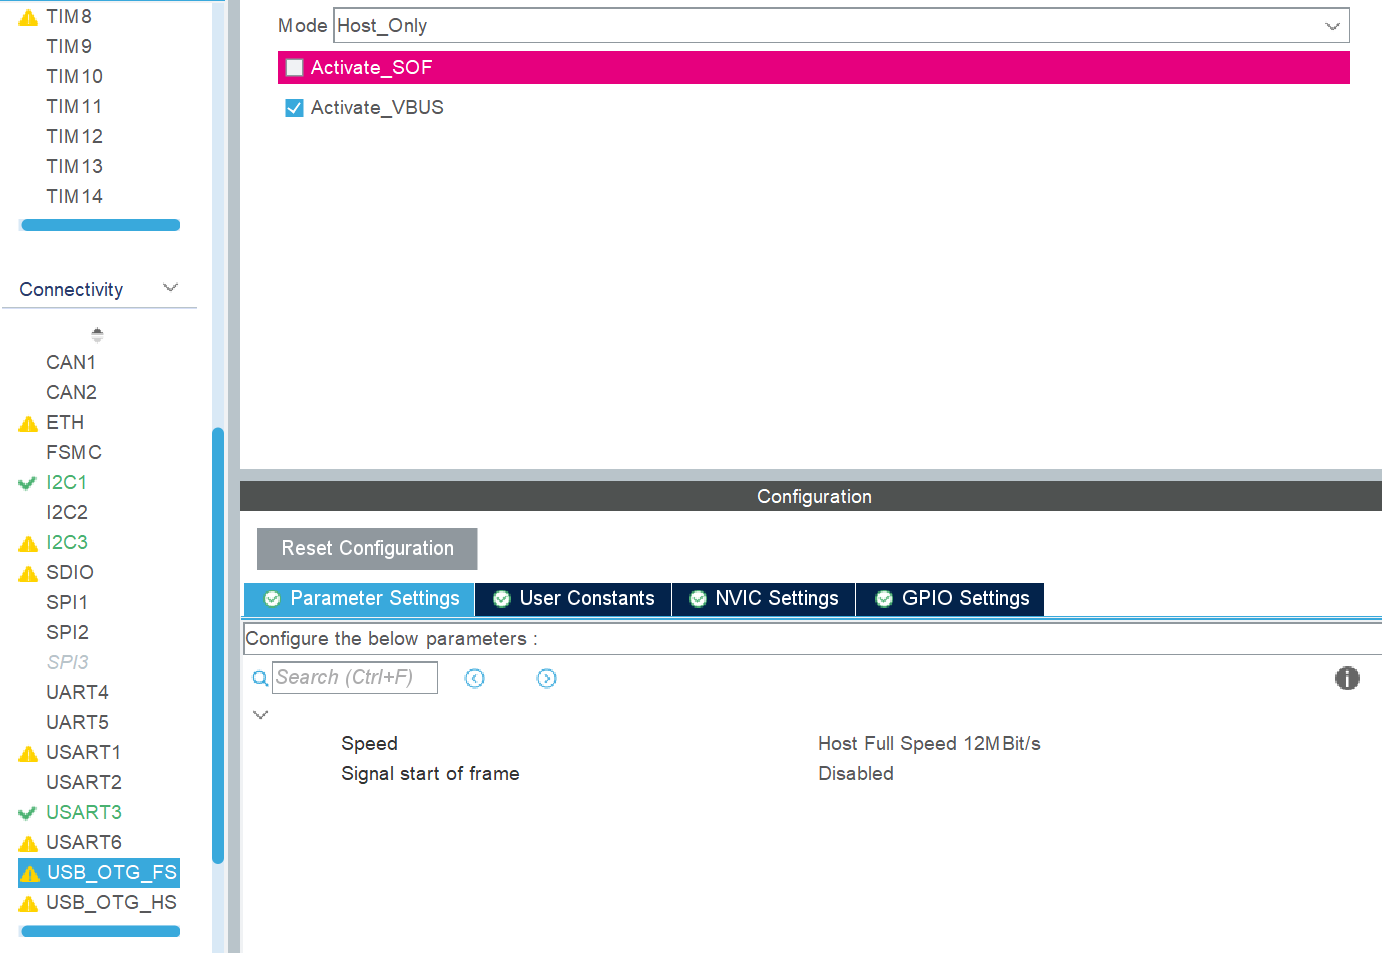 TIM8
TIM9
TIM10
TIM11
TIM12
TIM13
TIM14
Connectivity
CAN1
CAN2
ETH
FSMC
I2C1
I2C2
I2C3
SDIO
SPI1
SPI2
SPI3
UART4
UART5
USART1
USART2
USART3
USART6
USB_OTG_FS
USB_OTG_HS
Mode Host_Only
Activate_SOF
Activate_VBUS
Configuration
Reset Configuration
Parameter Settings User Constants NVIC Settings GPIO Settings
Configure the below parameters :
Search (Ctrl+F)
Speed Host Full Speed 12MBit/s
Signal start of frame Disabled